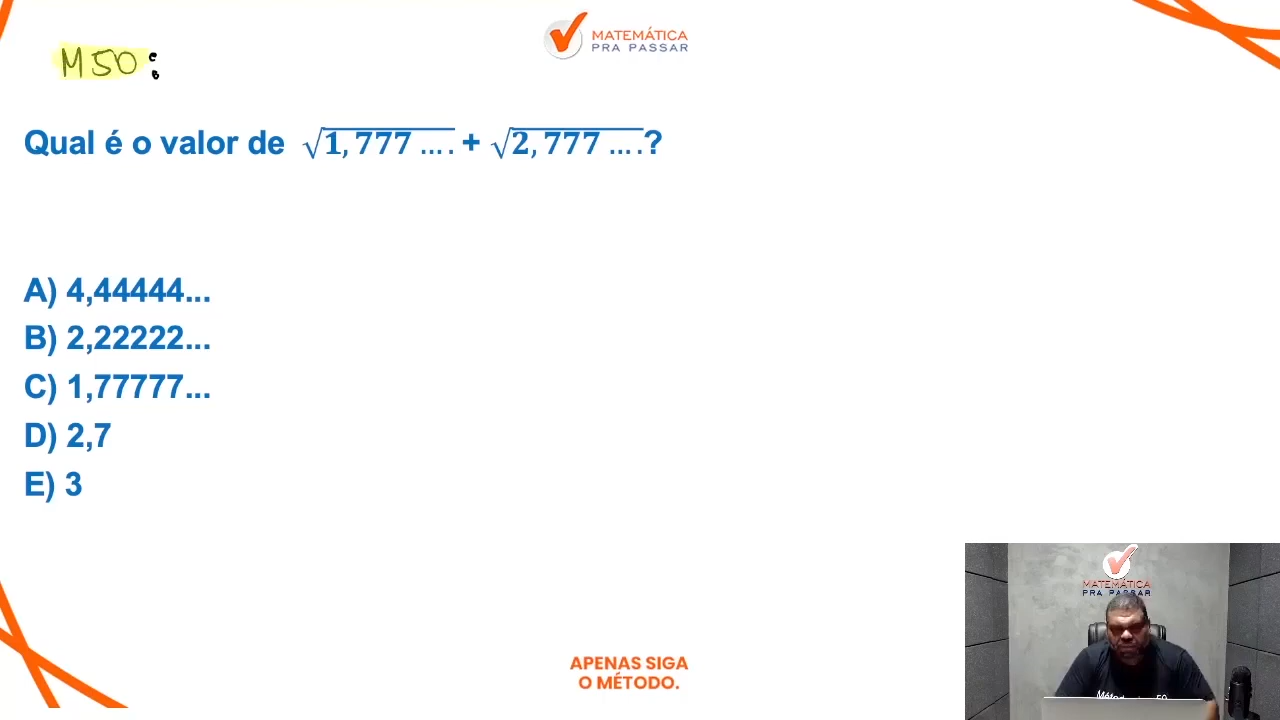 MATEMÁTICA
PRA PASSAR
M50:
Qual é o valor de √1,777 .... + √2,777 ....?
A) 4,44444...
B) 2,22222...
C) 1,77777...
D) 2,7
E) 3
MATEMÁTICA
PRA PASSAR
APENAS SIGA
O MÉTODO.